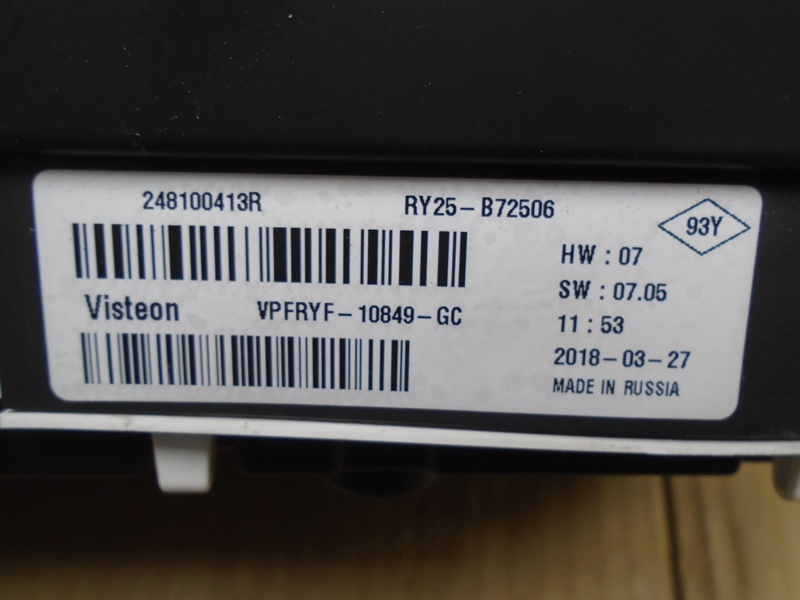 248100413R RY25-B72506
93Y
HW : 07
SW : 07.05
Visteon VPFRYF-10849-GC
11 : 53
2018-03-27
MADE IN RUSSIA